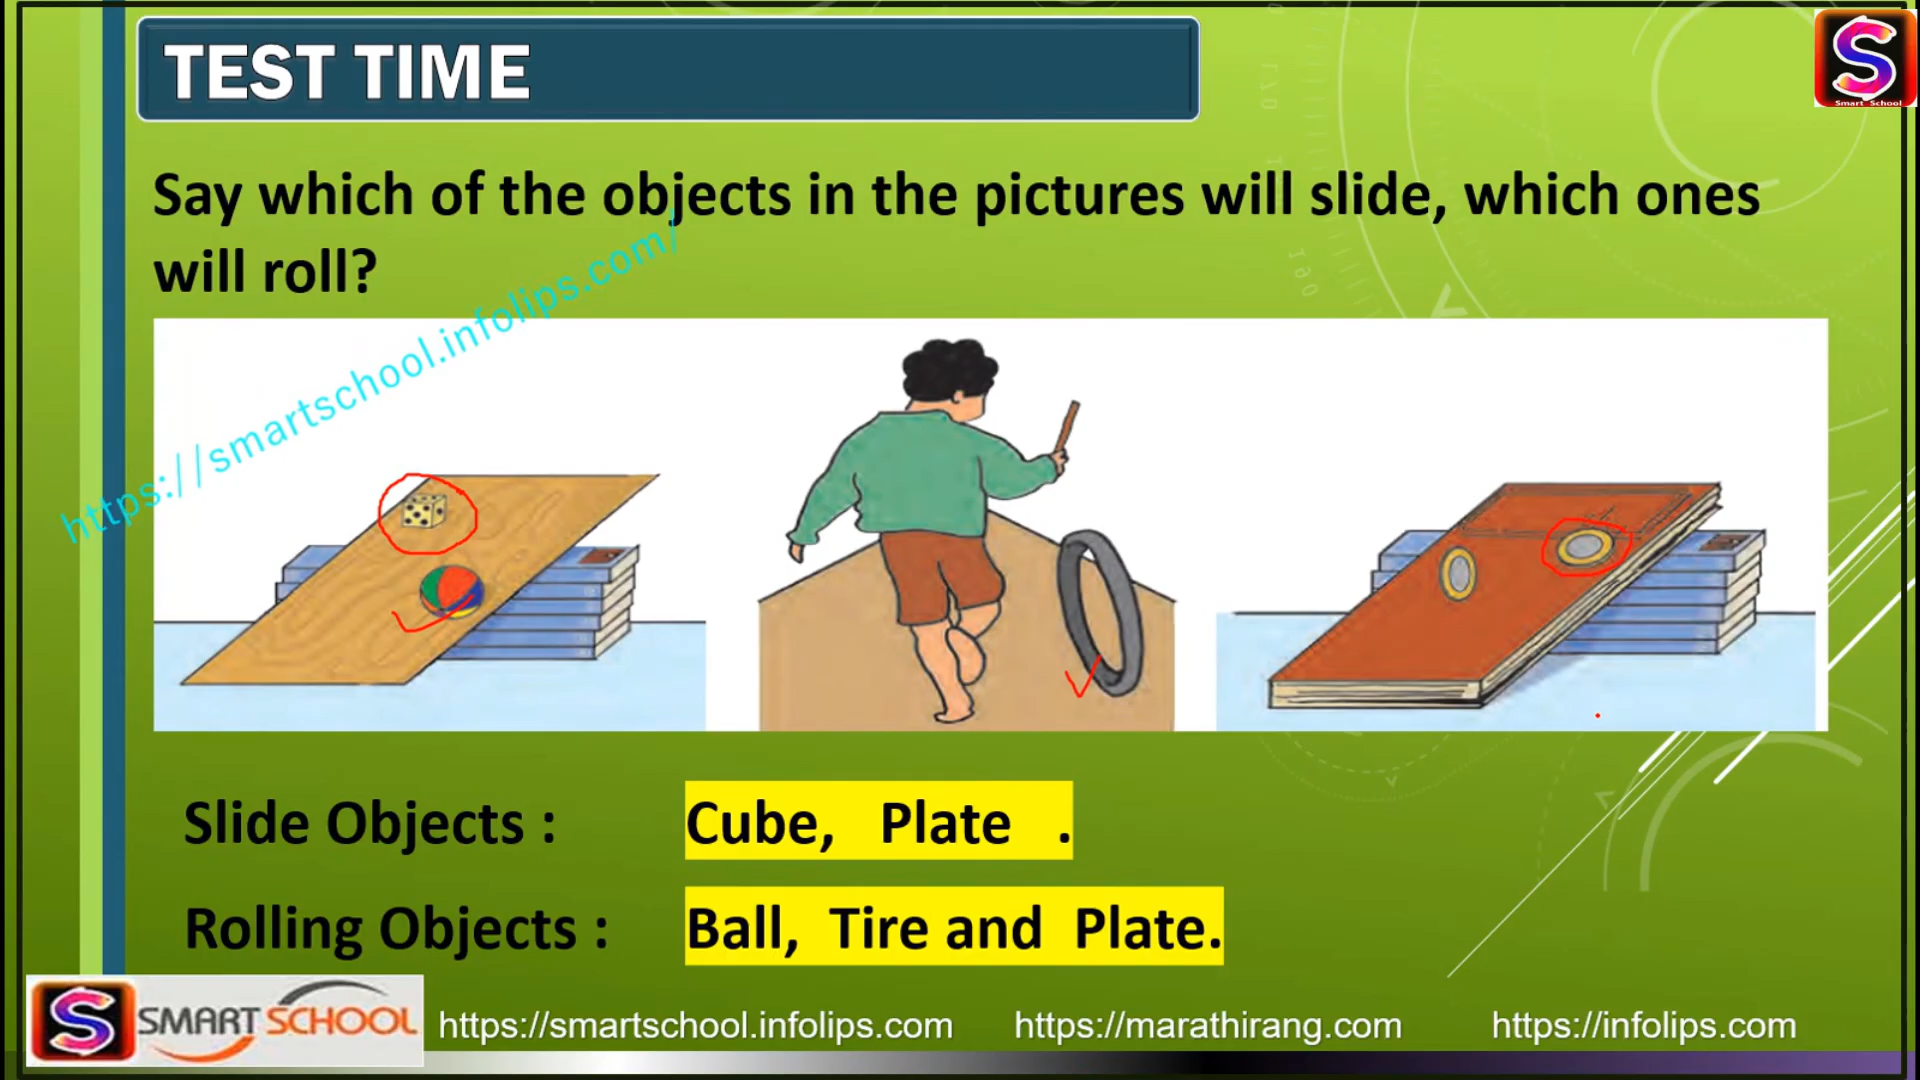 TEST TIME
S
Smart School
Say which of the objects in the pictures will slide, which ones
will roll?
https://smartschool.infolips.com/
Slide Objects : Cube, Plate .
Rolling Objects : Ball, Tire and Plate.
S SMART SCHOOL https://smartschool.infolips.com https://marathirang.com https://infolips.com